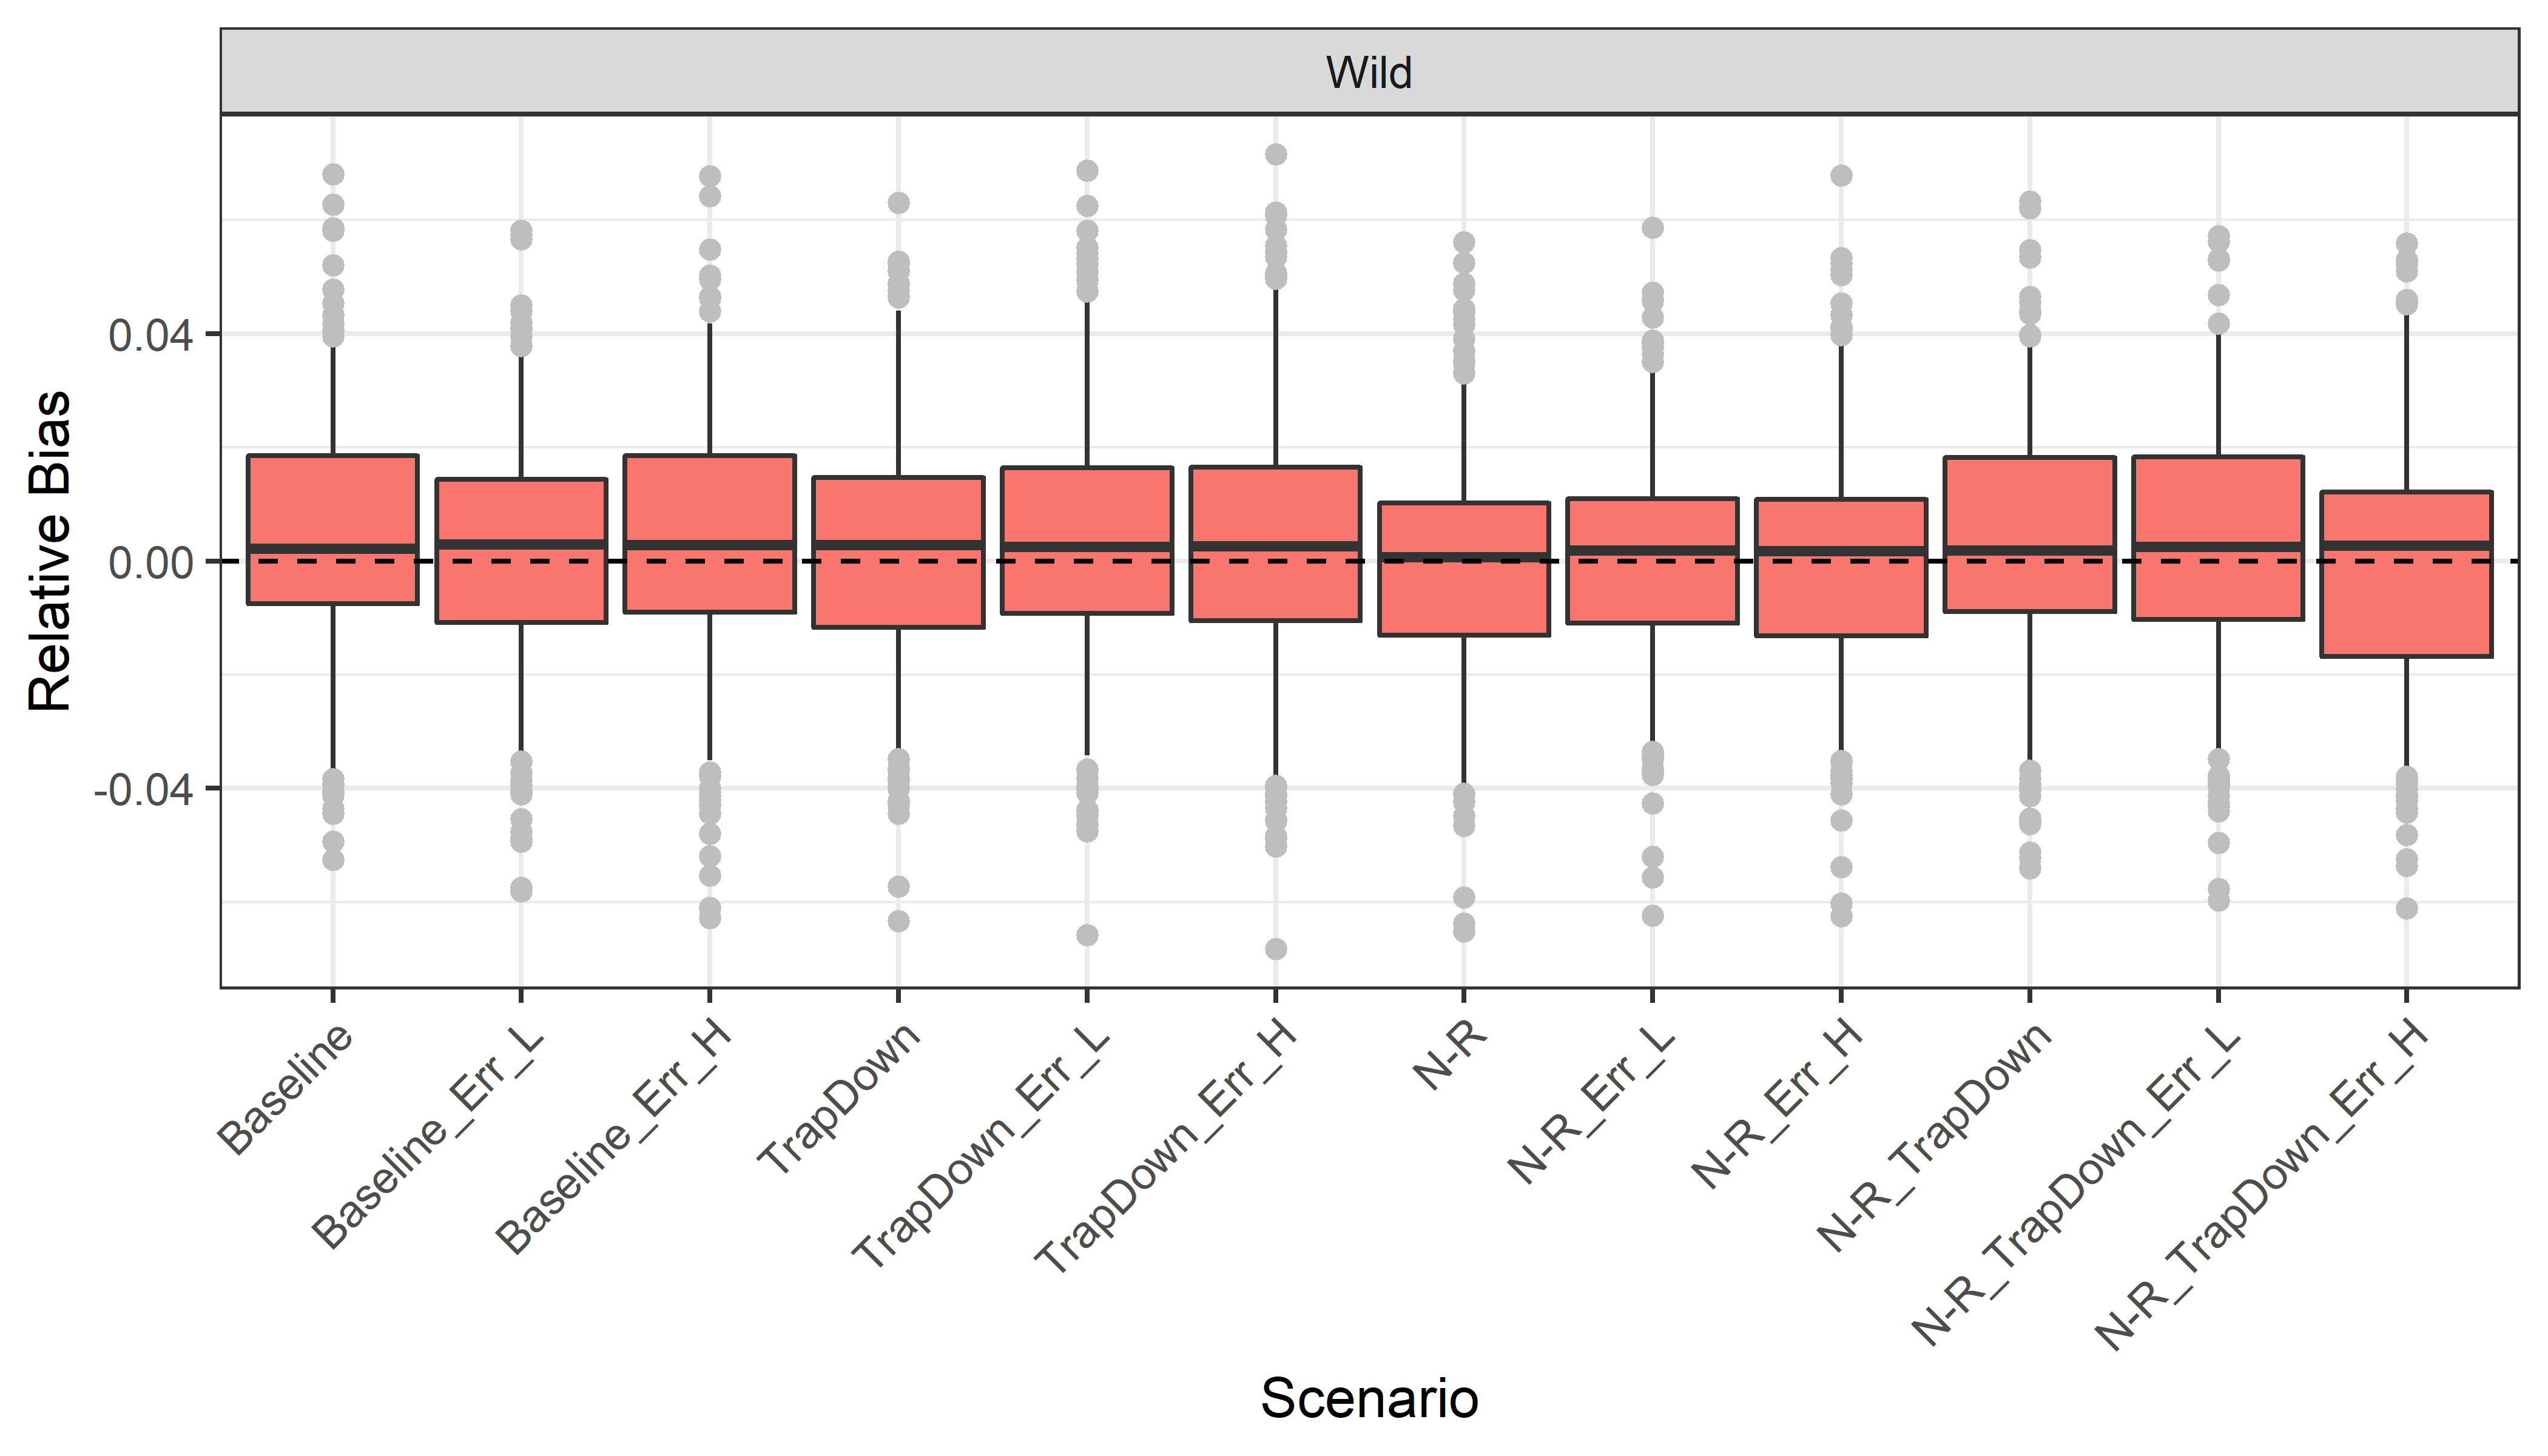 Wild
Relative Bias
0.04
0.00
-0.04
Baseline
Baseline_Err_L
Baseline_Err_H
TrapDown
TrapDown_Err_L
TrapDown_Err_H
N-R
N-R_Err_L
N-R_Err_H
N-R_TrapDown
N-R_TrapDown_Err_L
N-R_TrapDown_Err_H
Scenario